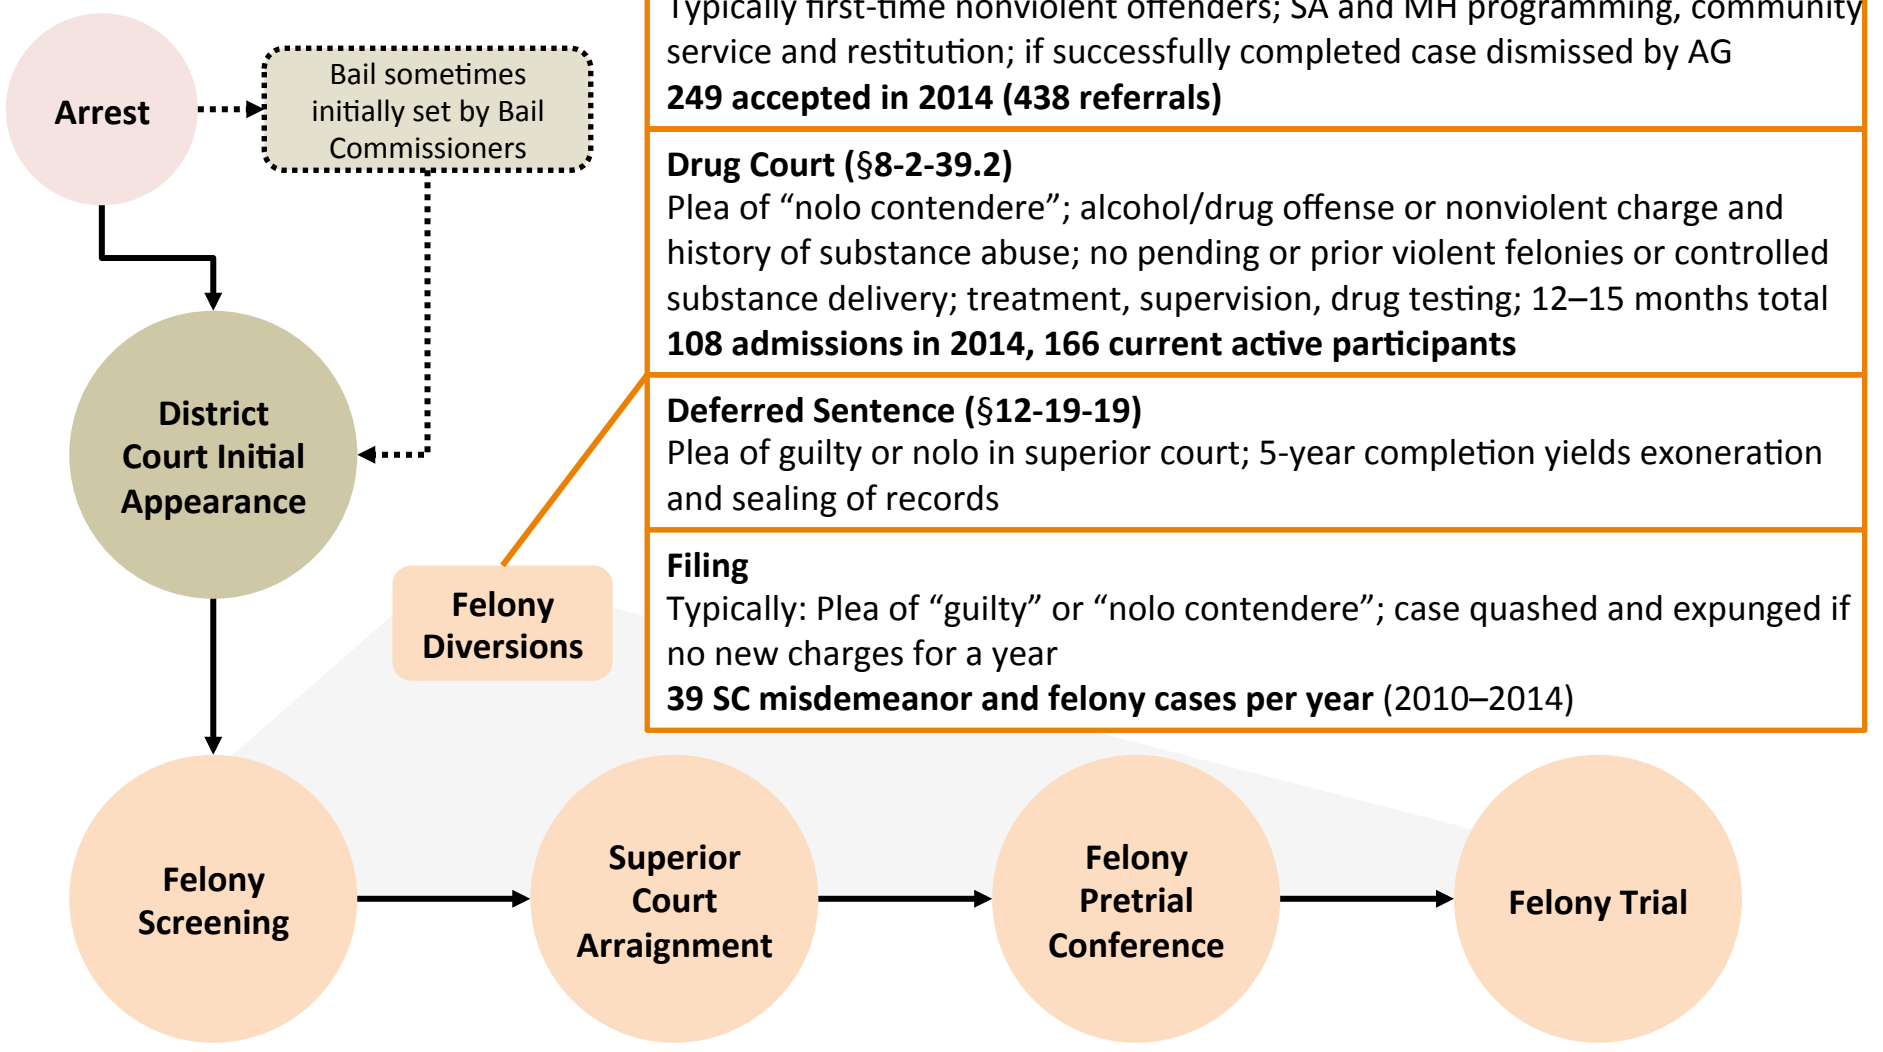 Typically first-time nonviolent offenders; SA and MH programming, community
service and restitution; if successfully completed case dismissed by AG
249 accepted in 2014 (438 referrals)
Arrest
Bail sometimes
initially set by Bail
Commissioners
Drug Court (§8-2-39.2)
Plea of “nolo contendere”; alcohol/drug offense or nonviolent charge and
history of substance abuse; no pending or prior violent felonies or controlled
substance delivery; treatment, supervision, drug testing; 12–15 months total
108 admissions in 2014, 166 current active participants
District
Court Initial
Appearance
Deferred Sentence (§12-19-19)
Plea of guilty or nolo in superior court; 5-year completion yields exoneration
and sealing of records
Felony
Diversions
Filing
Typically: Plea of “guilty” or “nolo contendere”; case quashed and expunged if
no new charges for a year
39 SC misdemeanor and felony cases per year (2010–2014)
Felony
Screening
Superior
Court
Arraignment
Felony
Pretrial
Conference
Felony Trial